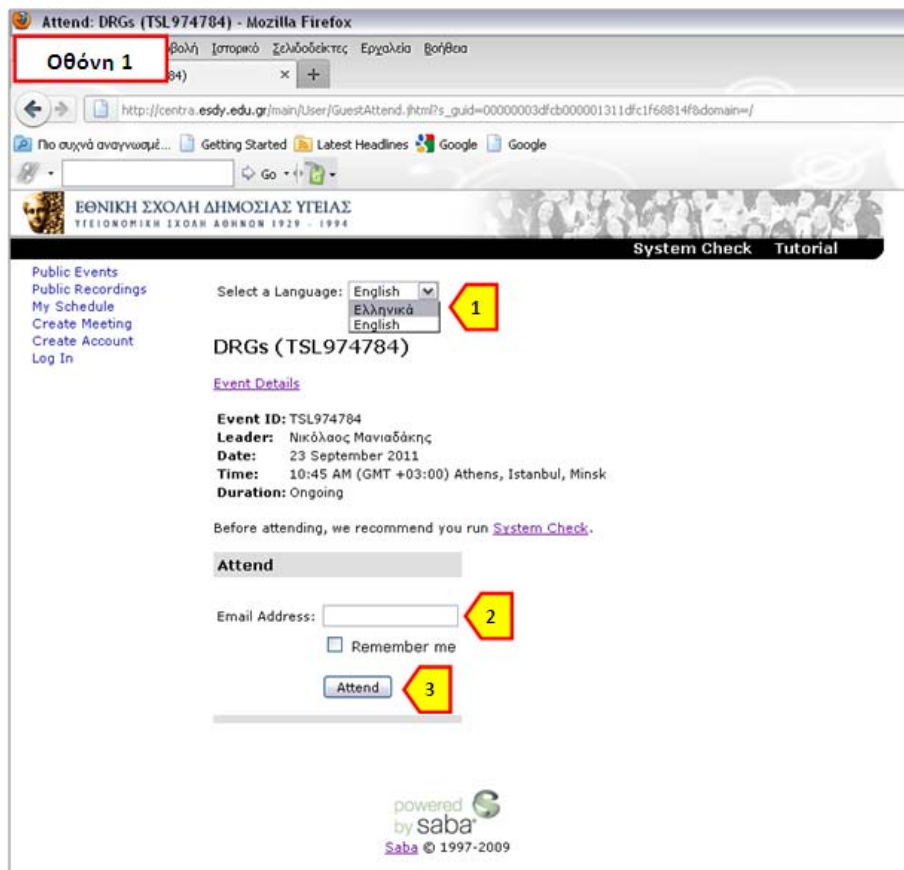 Attend: DRGs (TSL974784) - Mozilla Firefox
Οθόνη 1
βολή Ιστορικό Σελιδοδείκτες Εργαλεία Βοήθεια
84) × +
http://centra.esdy.edu.gr/main/User/GuestAttend.jhtml?s_guid=00000003dfcb000001311dfc1f68814f&domain=/
Πιο συχνά αναγνωσμέ... Getting Started Latest Headlines Google Google
Go
ΕΘΝΙΚΗ ΣΧΟΛΗ ΔΗΜΟΣΙΑΣ ΥΓΕΙΑΣ
ΥΓΕΙΟΝΟΜΙΚΗ ΣΧΟΛΗ ΑΘΗΝΩΝ 1929 - 1994
System Check Tutorial
Public Events
Public Recordings
My Schedule
Create Meeting
Create Account
Log In
Select a Language: English
Ελληνικά
English
1
DRGs (TSL974784)
Event Details
Event ID: TSL974784
Leader: Νικόλαος Μανιαδάκης
Date: 23 September 2011
Time: 10:45 AM (GMT +03:00) Athens, Istanbul, Minsk
Duration: Ongoing
Before attending, we recommend you run System Check.
Attend
Email Address: 2
Remember me
Attend 3
powered
by saba
Saba © 1997-2009